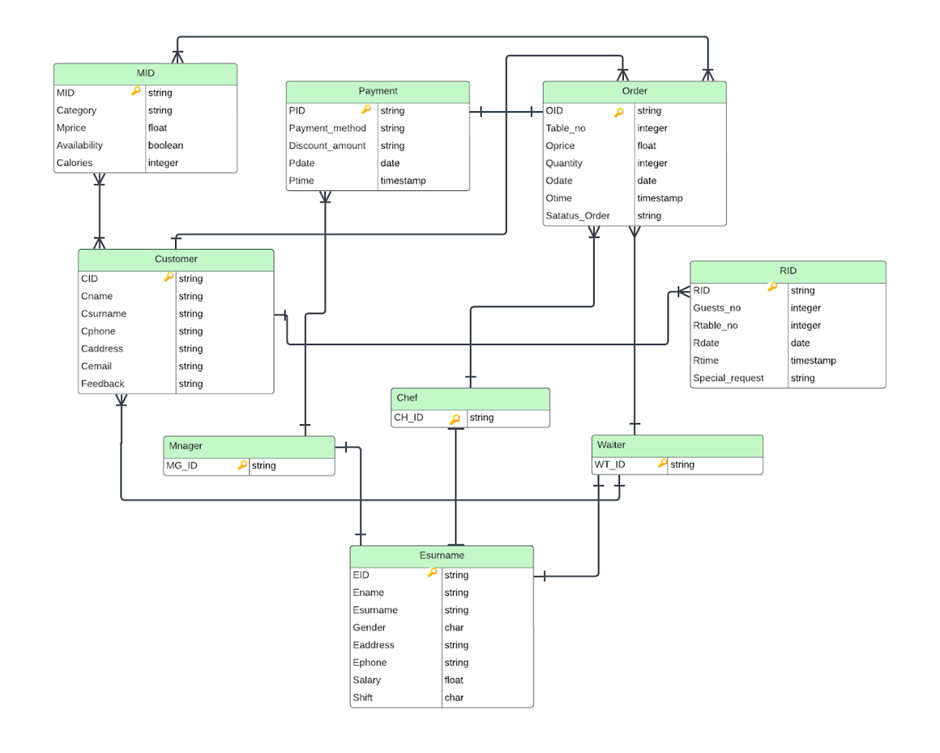 MID
MID string
Category string
Mprice float
Availability boolean
Calories integer
Payment
PID string
Payment_method string
Discount_amount string
Pdate date
Ptime timestamp
Order
OID string
Table_no integer
Oprice float
Quantity integer
Odate date
Otime timestamp
Satatus_Order string
Customer
CID string
Cname string
Csurname string
Cphone string
Caddress string
Cemail string
Feedback string
RID
RID string
Guests_no integer
Rtable_no integer
Rdate date
Rtime timestamp
Special_request string
Chef
CH_ID string
Mnager
MG_ID string
Waiter
WT_ID string
Esurname
EID string
Ename string
Esurname string
Gender char
Eaddress string
Ephone string
Salary float
Shift char